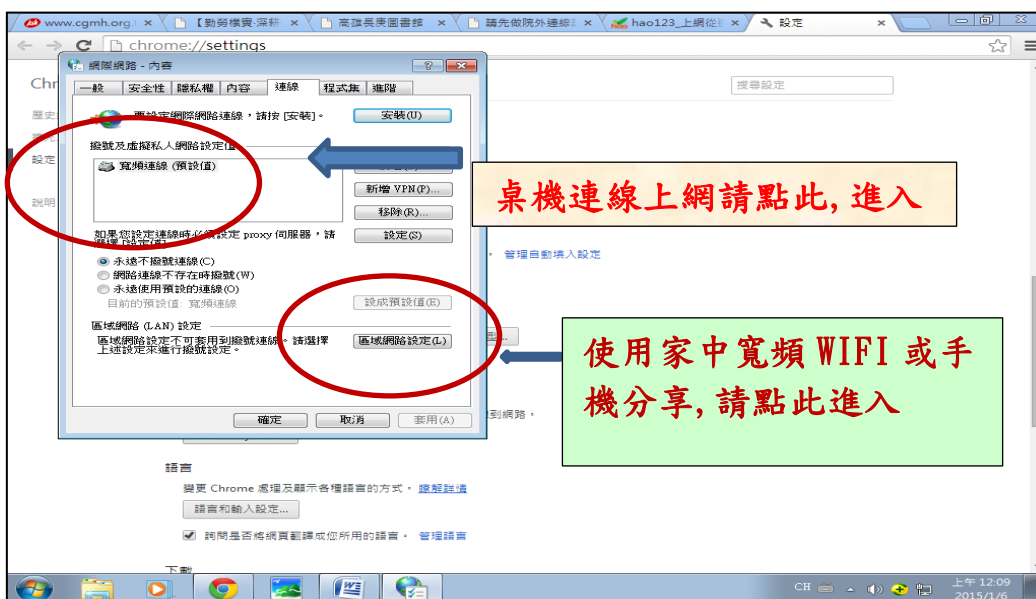 www.cgmh.org.
【勤勞樸實·深耕
高雄長庚圖書館
請先做院外連線
hao123_上網從
設定
chrome://settings
Chr
搜尋設定
歷史
設定
說明
網際網路 - 內容
一般 安全性 隱私權 內容 連線 程式集 進階
要設定網際網路連線，請按 [安裝]。
安裝(U)
撥號及虛擬私人網路設定值
寬頻連線 (預設值)
新增 VPN(P)...
移除(R)...
如果您設定連線時必須設定 proxy 伺服器，請
選擇 [設定值]
設定(S)
永遠不撥號連線(C)
網路連線不存在時撥號(W)
永遠使用預設的連線(O)
目前的預設值: 寬頻連線
設成預設值(E)
區域網路 (LAN) 設定
區域網路設定不可套用到撥號連線。請選擇
上述設定來進行撥號設定。
區域網路設定(L)
確定 取消 套用(A)
桌機連線上網請點此,進入
。 管理自動填入設定
使用家中寬頻 WIFI 或手
機分享,請點此進入
到網路。
語言
變更 Chrome 處理及顯示各種語言的方式。 瞭解詳情
語言和輸入設定...
詢問是否將網頁翻譯成您所用的語言。 管理語言
下載
CH
上午 12:09
2015/1/6